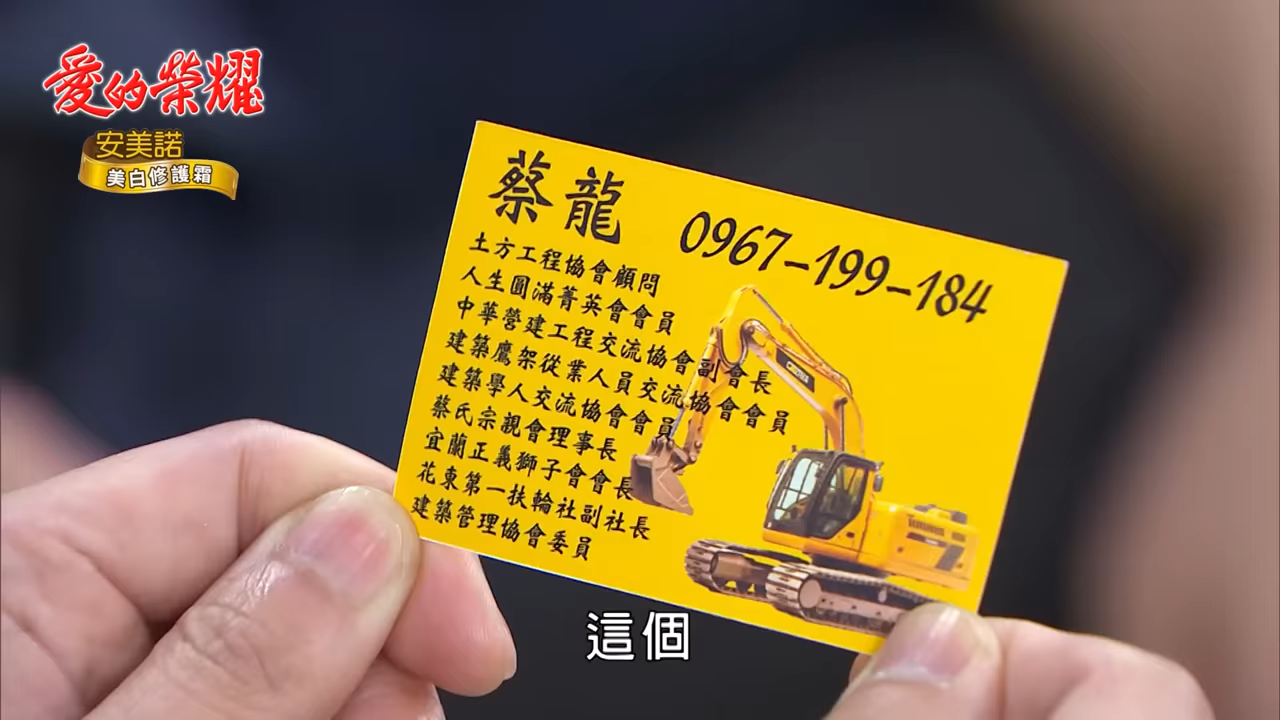 愛的榮耀
安美諾
美白修護霜
蔡龍 0967-199-184
土方工程協會顧問
人生圓滿菁英會會員
中華營建工程交流協會副會長
建築鷹架從業人員交流協會會員
建築學人交流協會會員
蔡氏宗親會理事長
宜蘭正義獅子會會長
花東第一扶輪社副社長
建築管理協會委員
這個